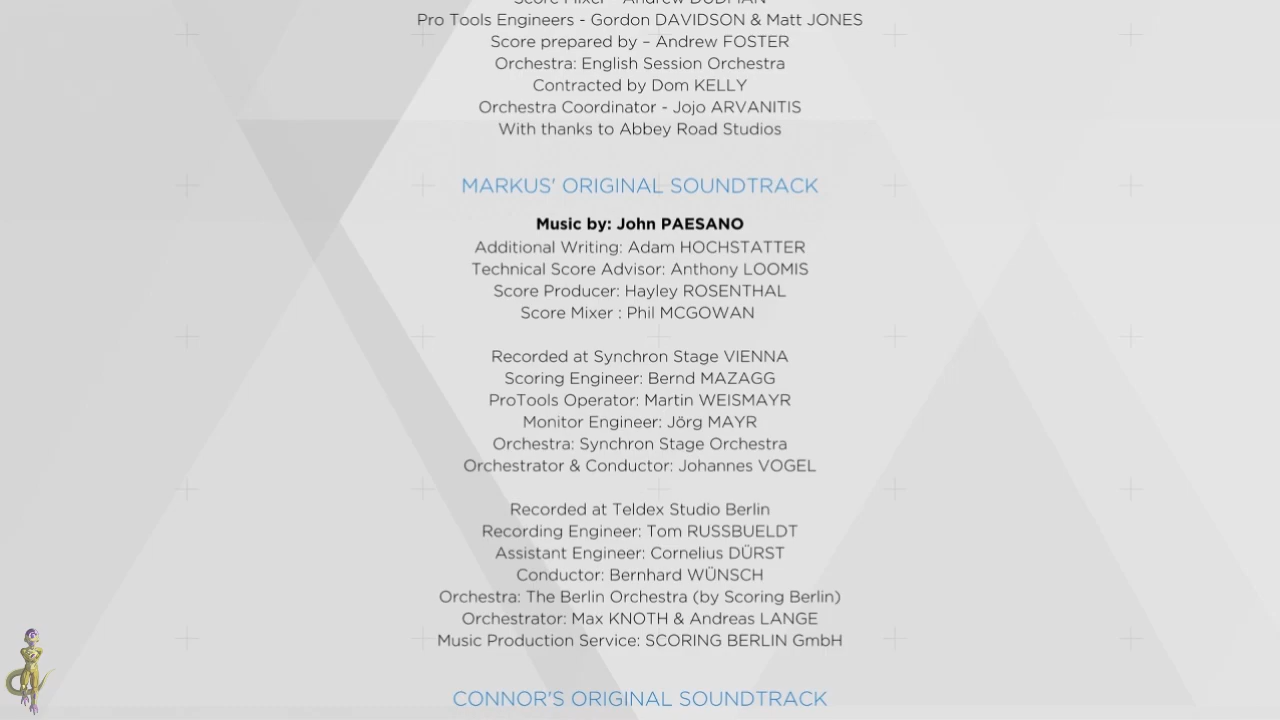 Score Mixer – Andrew DUDMAN
Pro Tools Engineers - Gordon DAVIDSON & Matt JONES
Score prepared by – Andrew FOSTER
Orchestra: English Session Orchestra
Contracted by Dom KELLY
Orchestra Coordinator - Jojo ARVANITIS
With thanks to Abbey Road Studios
MARKUS' ORIGINAL SOUNDTRACK
Music by: John PAESANO
Additional Writing: Adam HOCHSTATTER
Technical Score Advisor: Anthony LOOMIS
Score Producer: Hayley ROSENTHAL
Score Mixer : Phil MCGOWAN
Recorded at Synchron Stage VIENNA
Scoring Engineer: Bernd MAZAGG
ProTools Operator: Martin WEISMAYR
Monitor Engineer: Jörg MAYR
Orchestra: Synchron Stage Orchestra
Orchestrator & Conductor: Johannes VOGEL
Recorded at Teldex Studio Berlin
Recording Engineer: Tom RUSSBUELDT
Assistant Engineer: Cornelius DÜRST
Conductor: Bernhard WÜNSCH
Orchestra: The Berlin Orchestra (by Scoring Berlin)
Orchestrator: Max KNOTH & Andreas LANGE
Music Production Service: SCORING BERLIN GmbH
CONNOR'S ORIGINAL SOUNDTRACK